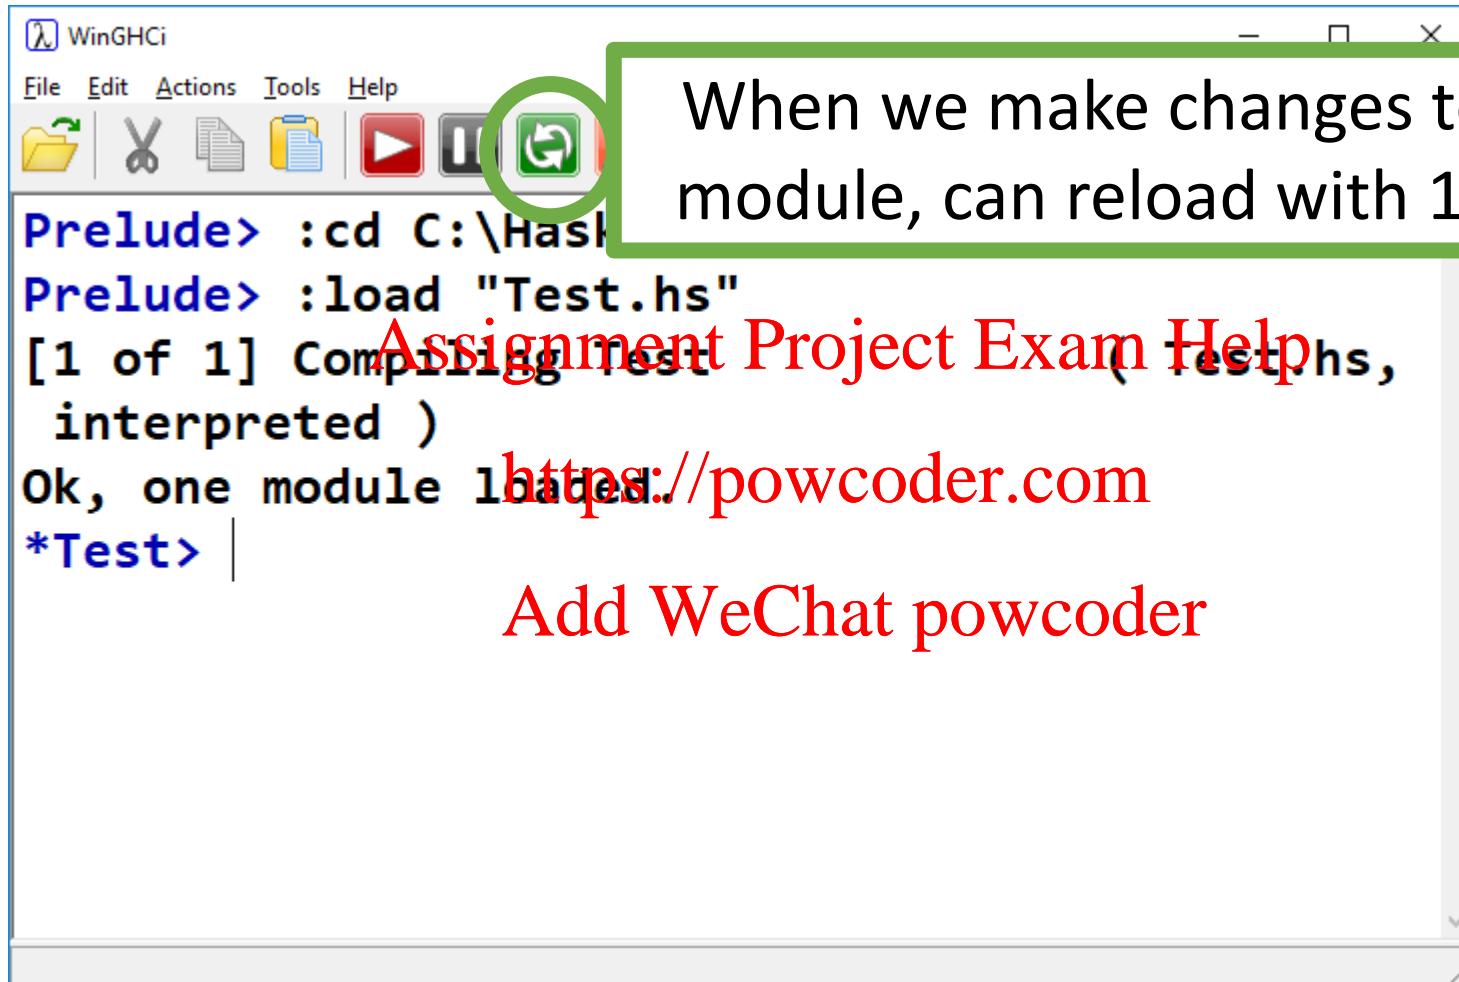 WinGHCi
File Edit Actions Tools Help
When we make changes
module, can reload with 1
Prelude> :cd C:\Hask
Prelude> :load "Test.hs"
[1 of 1] Compiling Test ( Test.hs,
interpreted )
Ok, one module loaded.
*Test>
Assignment Project Exam Help
https://powcoder.com
Add WeChat powcoder